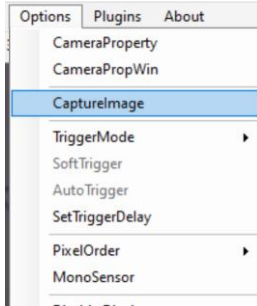 Options Plugins About
CameraProperty
CameraPropWin
CaptureImage
TriggerMode
SoftTrigger
AutoTrigger
SetTriggerDelay
PixelOrder
MonoSensor